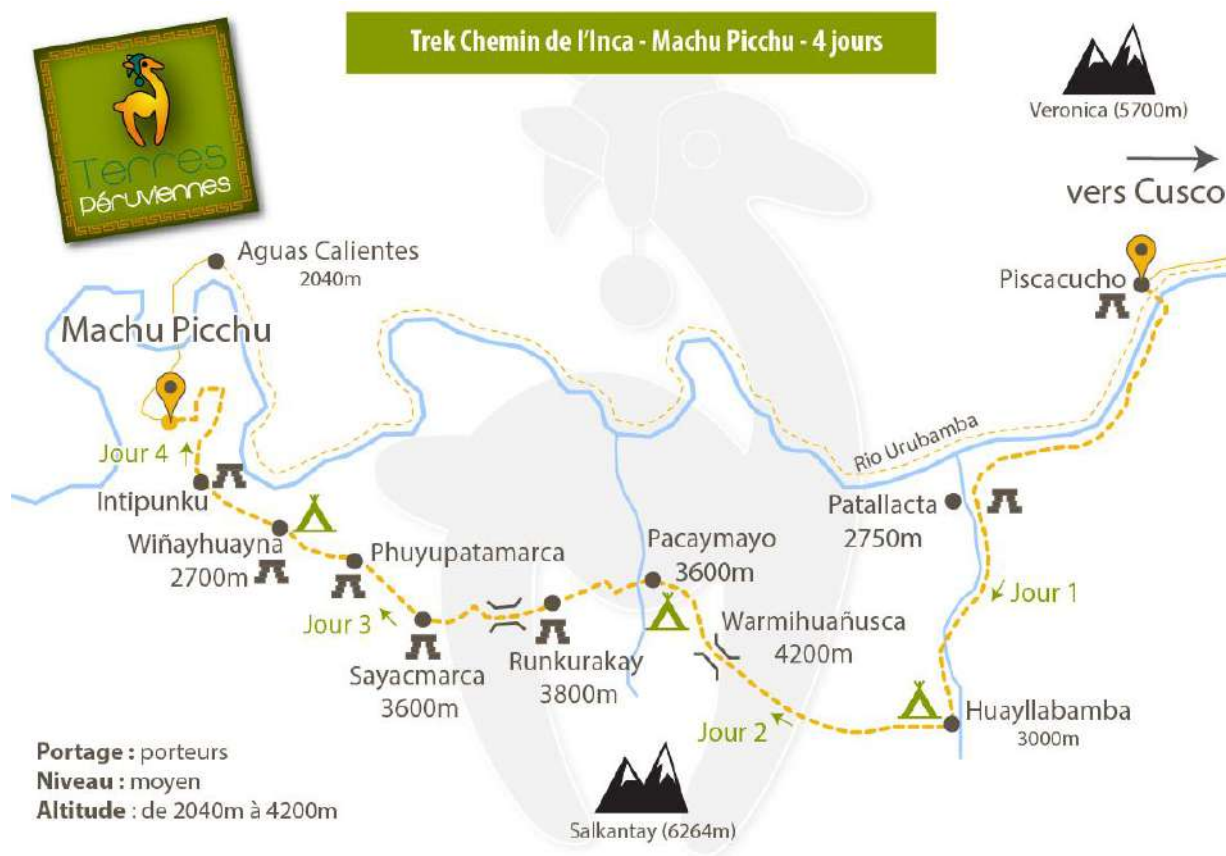 Trek Chemin de l'Inca - Machu Picchu - 4 jours
Terres
Péruviennes
Veronica (5700m)
vers Cusco
Aguas Calientes
2040m
Piscacucho
Machu Picchu
Jour 4
Rio Urubamba
Intipunku
Patallacta
2750m
Wiñayhuayna
2700m
Phuyupatamarca
Pacaymayo
3600m
Jour 1
Jour 3
Warmihuañusca
4200m
Sayacmarca
3600m
Runkurakay
3800m
Jour 2
Huayllabamba
3000m
Portage : porteurs
Niveau : moyen
Altitude : de 2040m à 4200m
Salkantay (6264m)